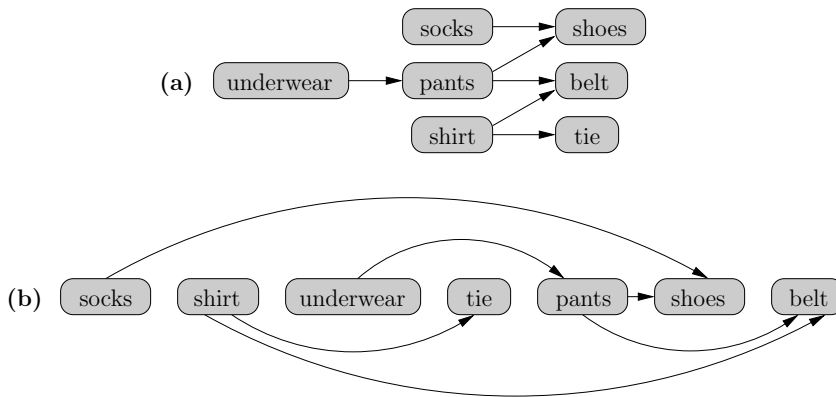 socks shoes
(a) underwear pants belt
shirt tie
(b) socks shirt underwear tie pants shoes belt